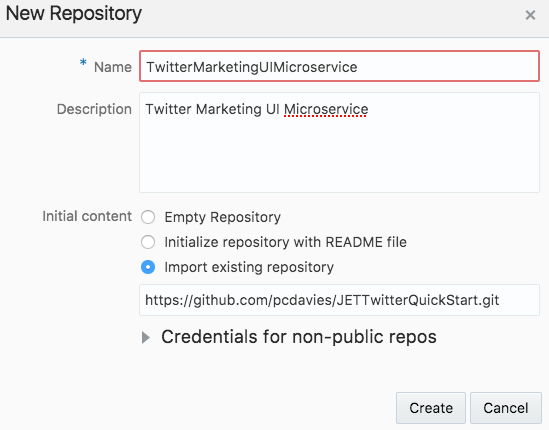 New Repository ×
* Name TwitterMarketingUIMicroservice
Description Twitter Marketing UI Microservice
Initial content Empty Repository
Initialize repository with README file
Import existing repository
https://github.com/pcdavies/JETTwitterQuickStart.git
Credentials for non-public repos
Create Cancel